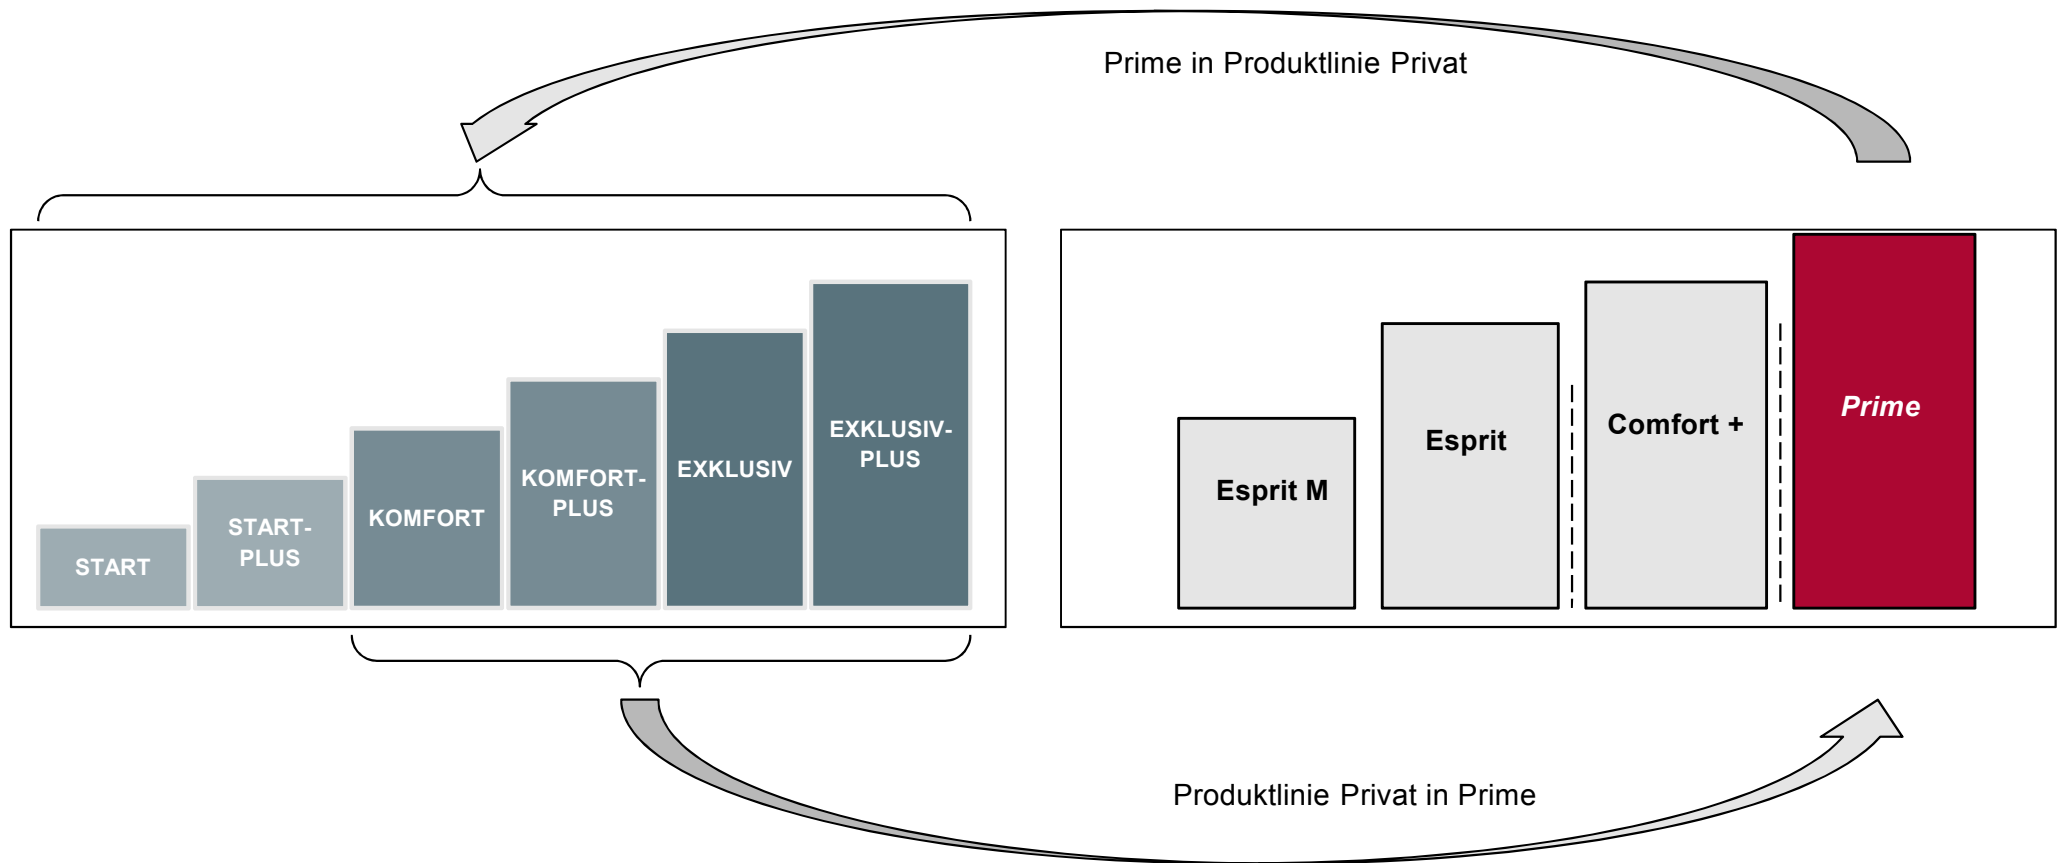 Prime in Produktlinie Privat
START
START-
PLUS
KOMFORT
KOMFORT-
PLUS
EXKLUSIV
EXKLUSIV-
PLUS
Esprit M
Esprit
Comfort +
Prime
Produktlinie Privat in Prime